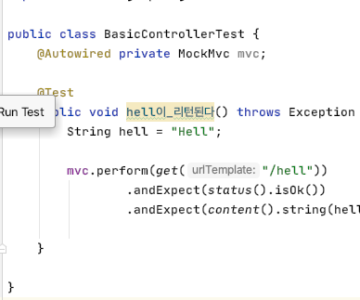 public class BasicControllerTest {
@Autowired private MockMvc mvc;
@Test
Run Test
public void hell이_리턴된다() throws Exception
String hell = "Hell";
mvc.perform(get( urlTemplate: "/hell"))
.andExpect(status().isOk())
.andExpect(content().string(hell
}
}